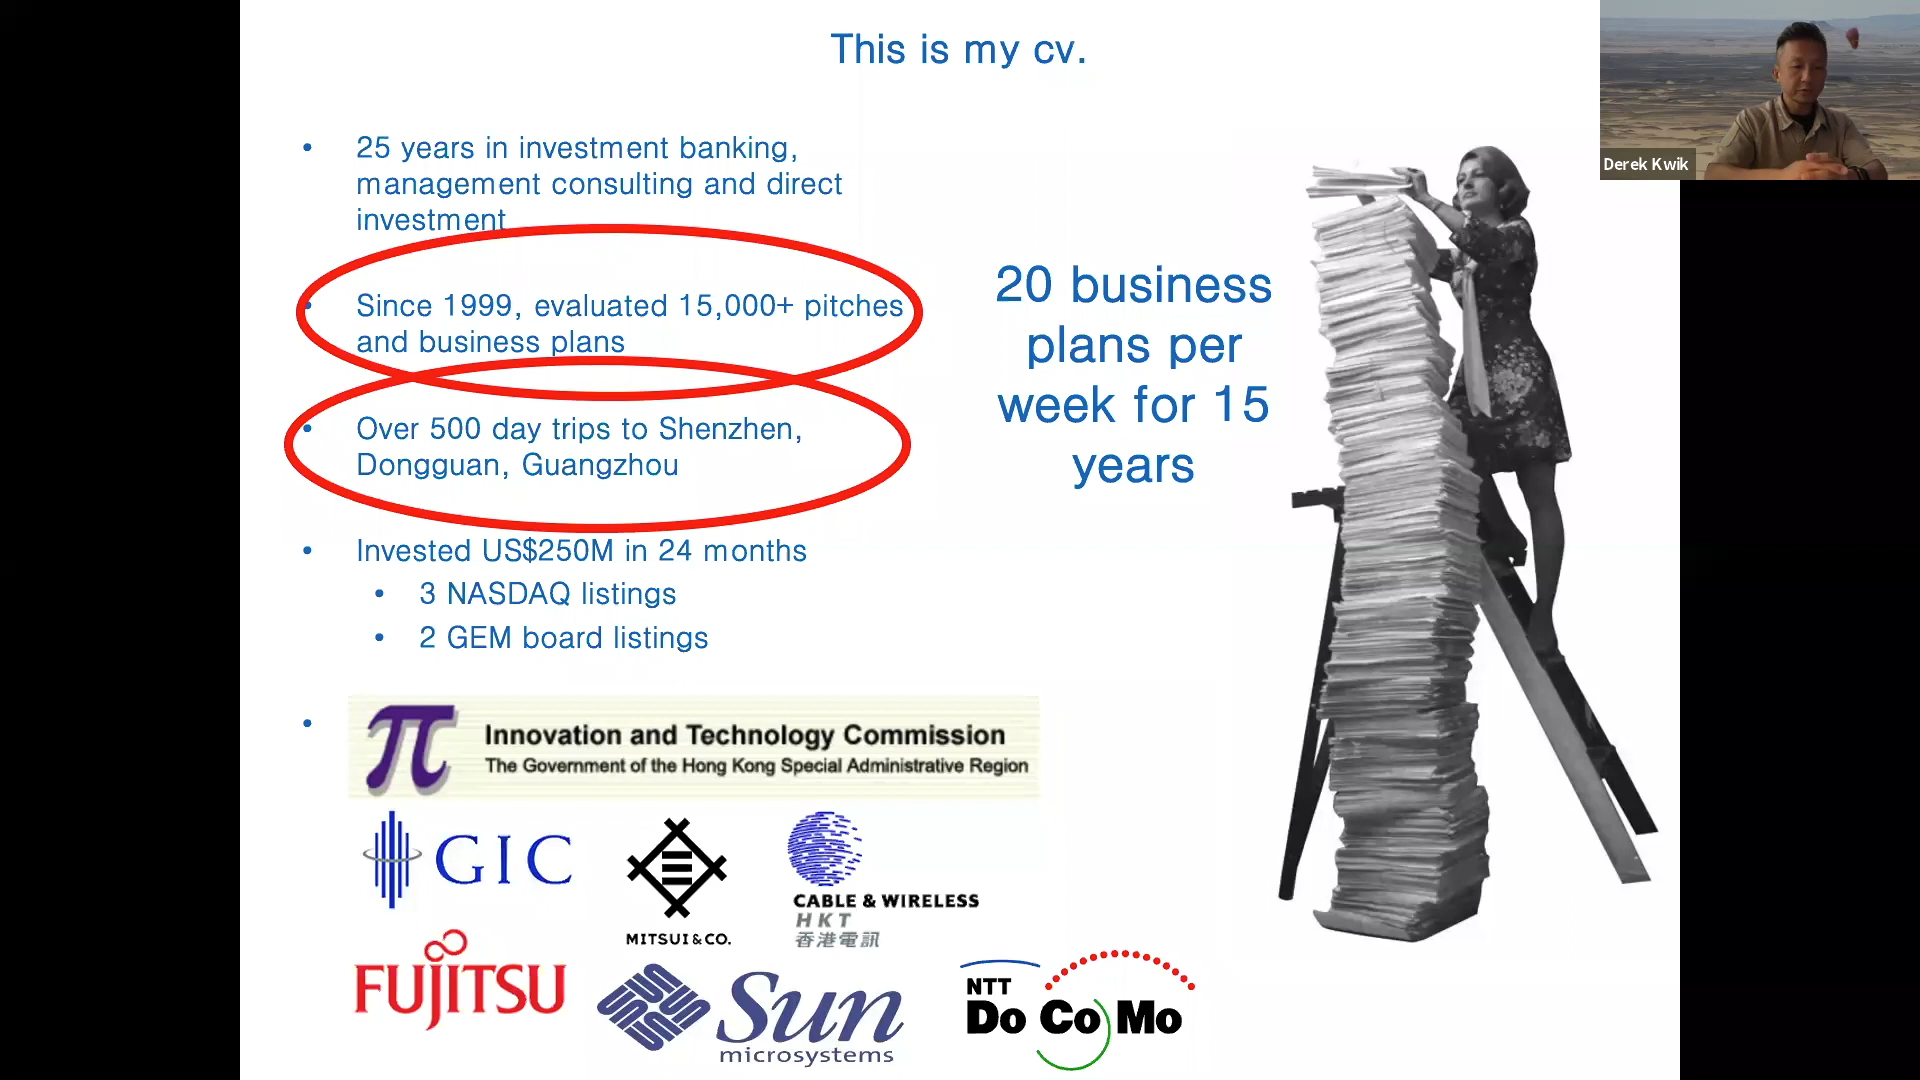 This is my cv.
Derek Kwik
• 25 years in investment banking,
management consulting and direct
investment
• Since 1999, evaluated 15,000+ pitches
and business plans
• Over 500 day trips to Shenzhen,
Dongguan, Guangzhou
• Invested US$250M in 24 months
• 3 NASDAQ listings
• 2 GEM board listings
20 business
plans per
week for 15
years
•
Innovation and Technology Commission
The Government of the Hong Kong Special Administrative Region
GIC
MITSUI & CO.
CABLE & WIRELESS
HKT
香港電訊
FUJITSU
Sun
microsystems
NTT
DoCoMo